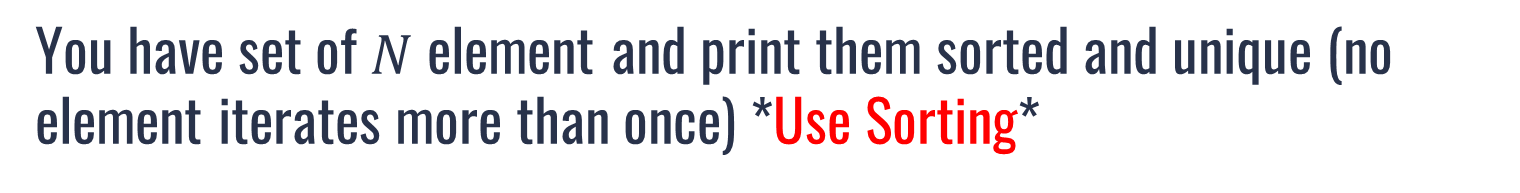 You have set of N element and print them sorted and unique (no
element iterates more than once) *Use Sorting*